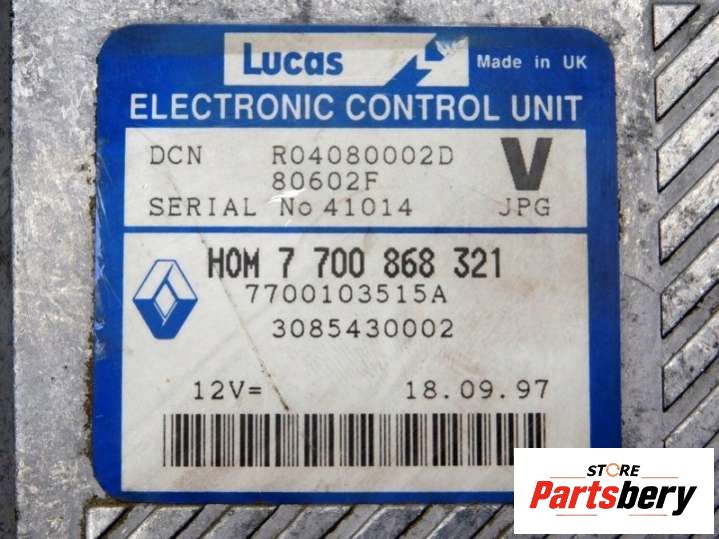 Lucas Made in UK
ELECTRONIC CONTROL UNIT
DCN R04080002D V
80602F
SERIAL No 41014 JPG
HOM 7 700 868 321
7700103515A
3085430002
12V= 18.09.97
STORE
Partsbery